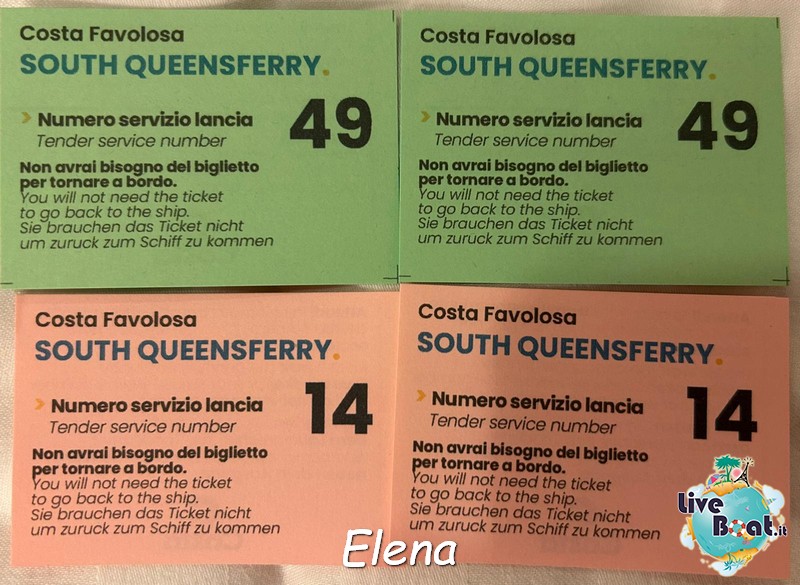 Costa Favolosa
SOUTH QUEENSFERRY.
> Numero servizio lancia
Tender service number
49
Non avrai bisogno del biglietto
per tornare a bordo.
You will not need the ticket
to go back to the ship.
Sie brauchen das Ticket nicht
um zuruck zum Schiff zu kommen
Costa Favolosa
SOUTH QUEENSFERRY.
> Numero servizio lancia
Tender service number
49
Non avrai bisogno del biglietto
per tornare a bordo.
You will not need the ticket
to go back to the ship.
Sie brauchen das Ticket nicht
um zuruck zum Schiff zu kommen
Costa Favolosa
SOUTH QUEENSFERRY.
> Numero servizio lancia
Tender service number
14
Non avrai bisogno del biglietto
per tornare a bordo.
You will not need the ticket
to go back to the ship.
Sie brauchen das Ticket nicht
um zuruck zum Schiff zu kommen
Costa Favolosa
SOUTH QUEENSFERRY.
> Numero servizio lancia
Tender service number
14
Non avrai bisogno del biglietto
per tornare a bordo.
You will not need the ticket
to go back to the ship.
Sie brauchen das Ticket nicht
um zuruck zum Schiff zu kommen
Elena
Live
Boat.it